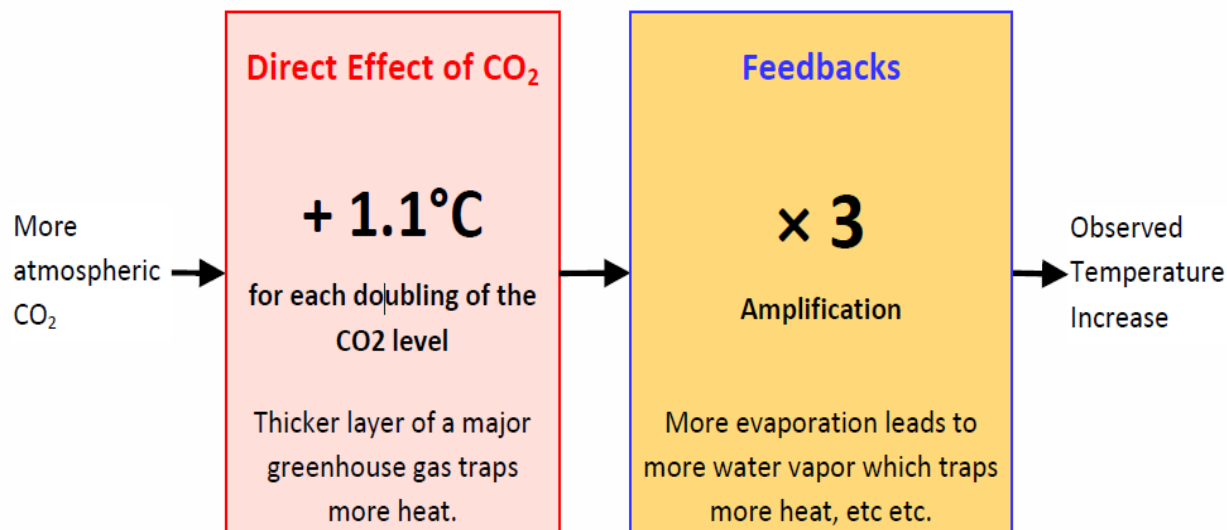 More
atmospheric
CO₂
Direct Effect of CO₂
+ 1.1°C
for each doubling of the
CO2 level
Thicker layer of a major
greenhouse gas traps
more heat.
Feedbacks
× 3
Amplification
More evaporation leads to
more water vapor which traps
more heat, etc etc.
Observed
Temperature
Increase